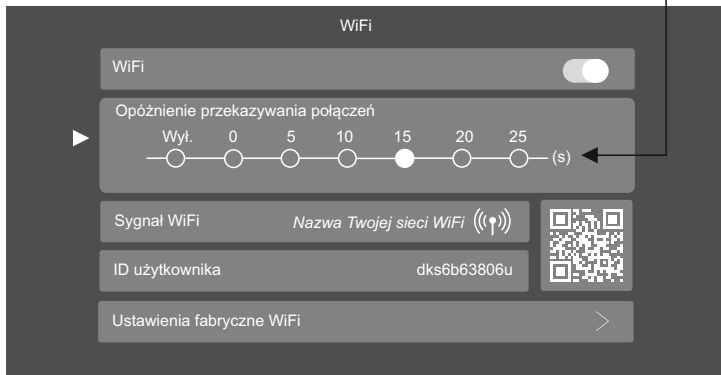 WiFi
WiFi
Opóźnienie przekazywania połączeń
Wył. 0 5 10 15 20 25
(s)
Sygnał WiFi Nazwa Twojej sieci WiFi
ID użytkownika dks6b63806u
Ustawienia fabryczne WiFi